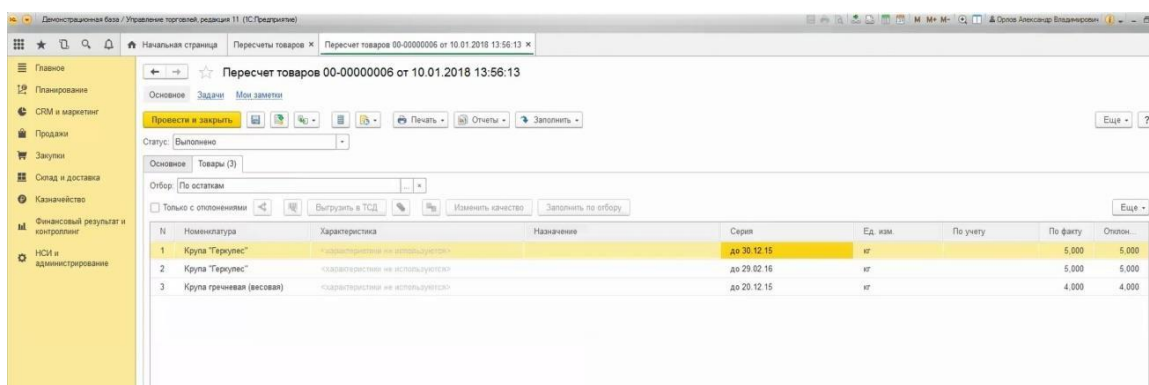 Демонстрационная база / Управление торговлей, редакция 11 (1С:Предприятие)
M M+ M- Орлов Александр Владимирович
Начальная страница Пересчеты товаров × Пересчет товаров 00-00000006 от 10.01.2018 13:56:13 ×
Главное
Планирование
CRM и маркетинг
Продажи
Закупки
Склад и доставка
Казначейство
Финансовый результат и
контроллинг
НСИ и
администрирование
Пересчет товаров 00-00000006 от 10.01.2018 13:56:13
Основное Задачи Мои заметки
Провести и закрыть Печать Отчеты Заполнить Еще ?
Статус: Выполнено
Основное Товары (3)
Отбор: По остаткам ... ×
Только с отклонениями Выгрузить в ТСД Изменить качество Заполнить по отбору Еще
N Номенклатура Характеристика Назначение Серия Ед. изм. По учету По факту Отклон...
1 Крупа "Геркулес" <характеристики не используются> до 30.12.15 кг 5,000 5,000
2 Крупа "Геркулес" <характеристики не используются> до 29.02.16 кг 5,000 5,000
3 Крупа гречневая (весовая) <характеристики не используются> до 20.12.15 кг 4,000 4,000